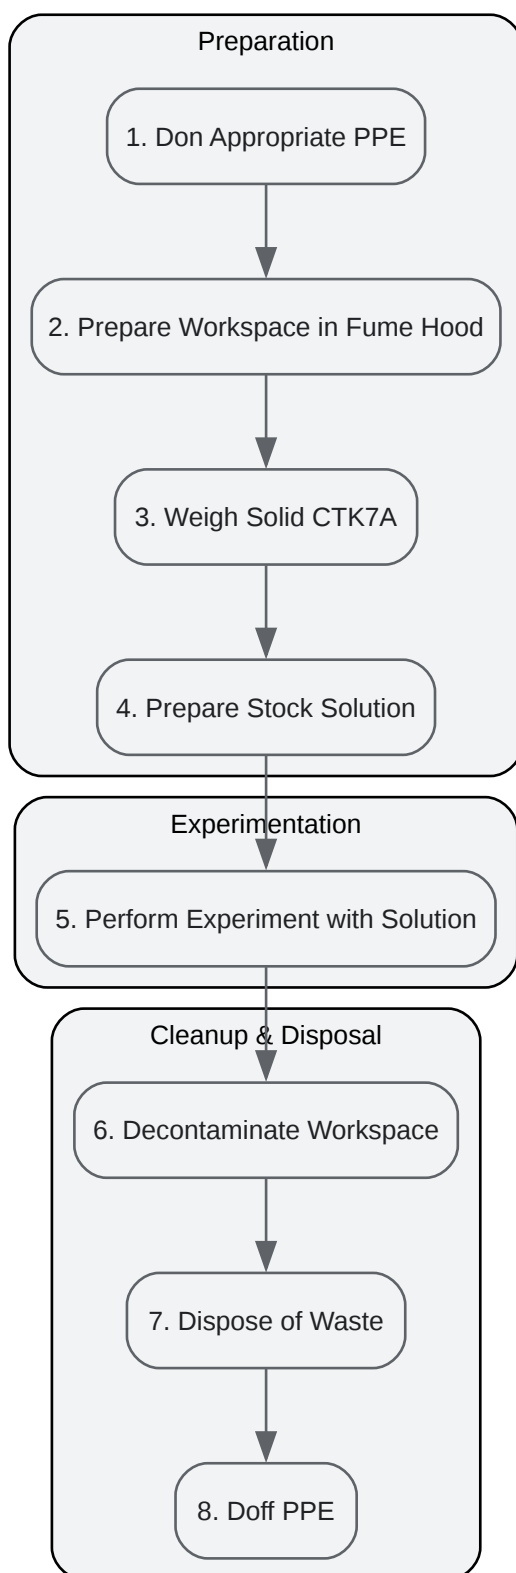 Preparation
1. Don Appropriate PPE
2. Prepare Workspace in Fume Hood
3. Weigh Solid CTK7A
4. Prepare Stock Solution
Experimentation
5. Perform Experiment with Solution
Cleanup & Disposal
6. Decontaminate Workspace
7. Dispose of Waste
8. Doff PPE